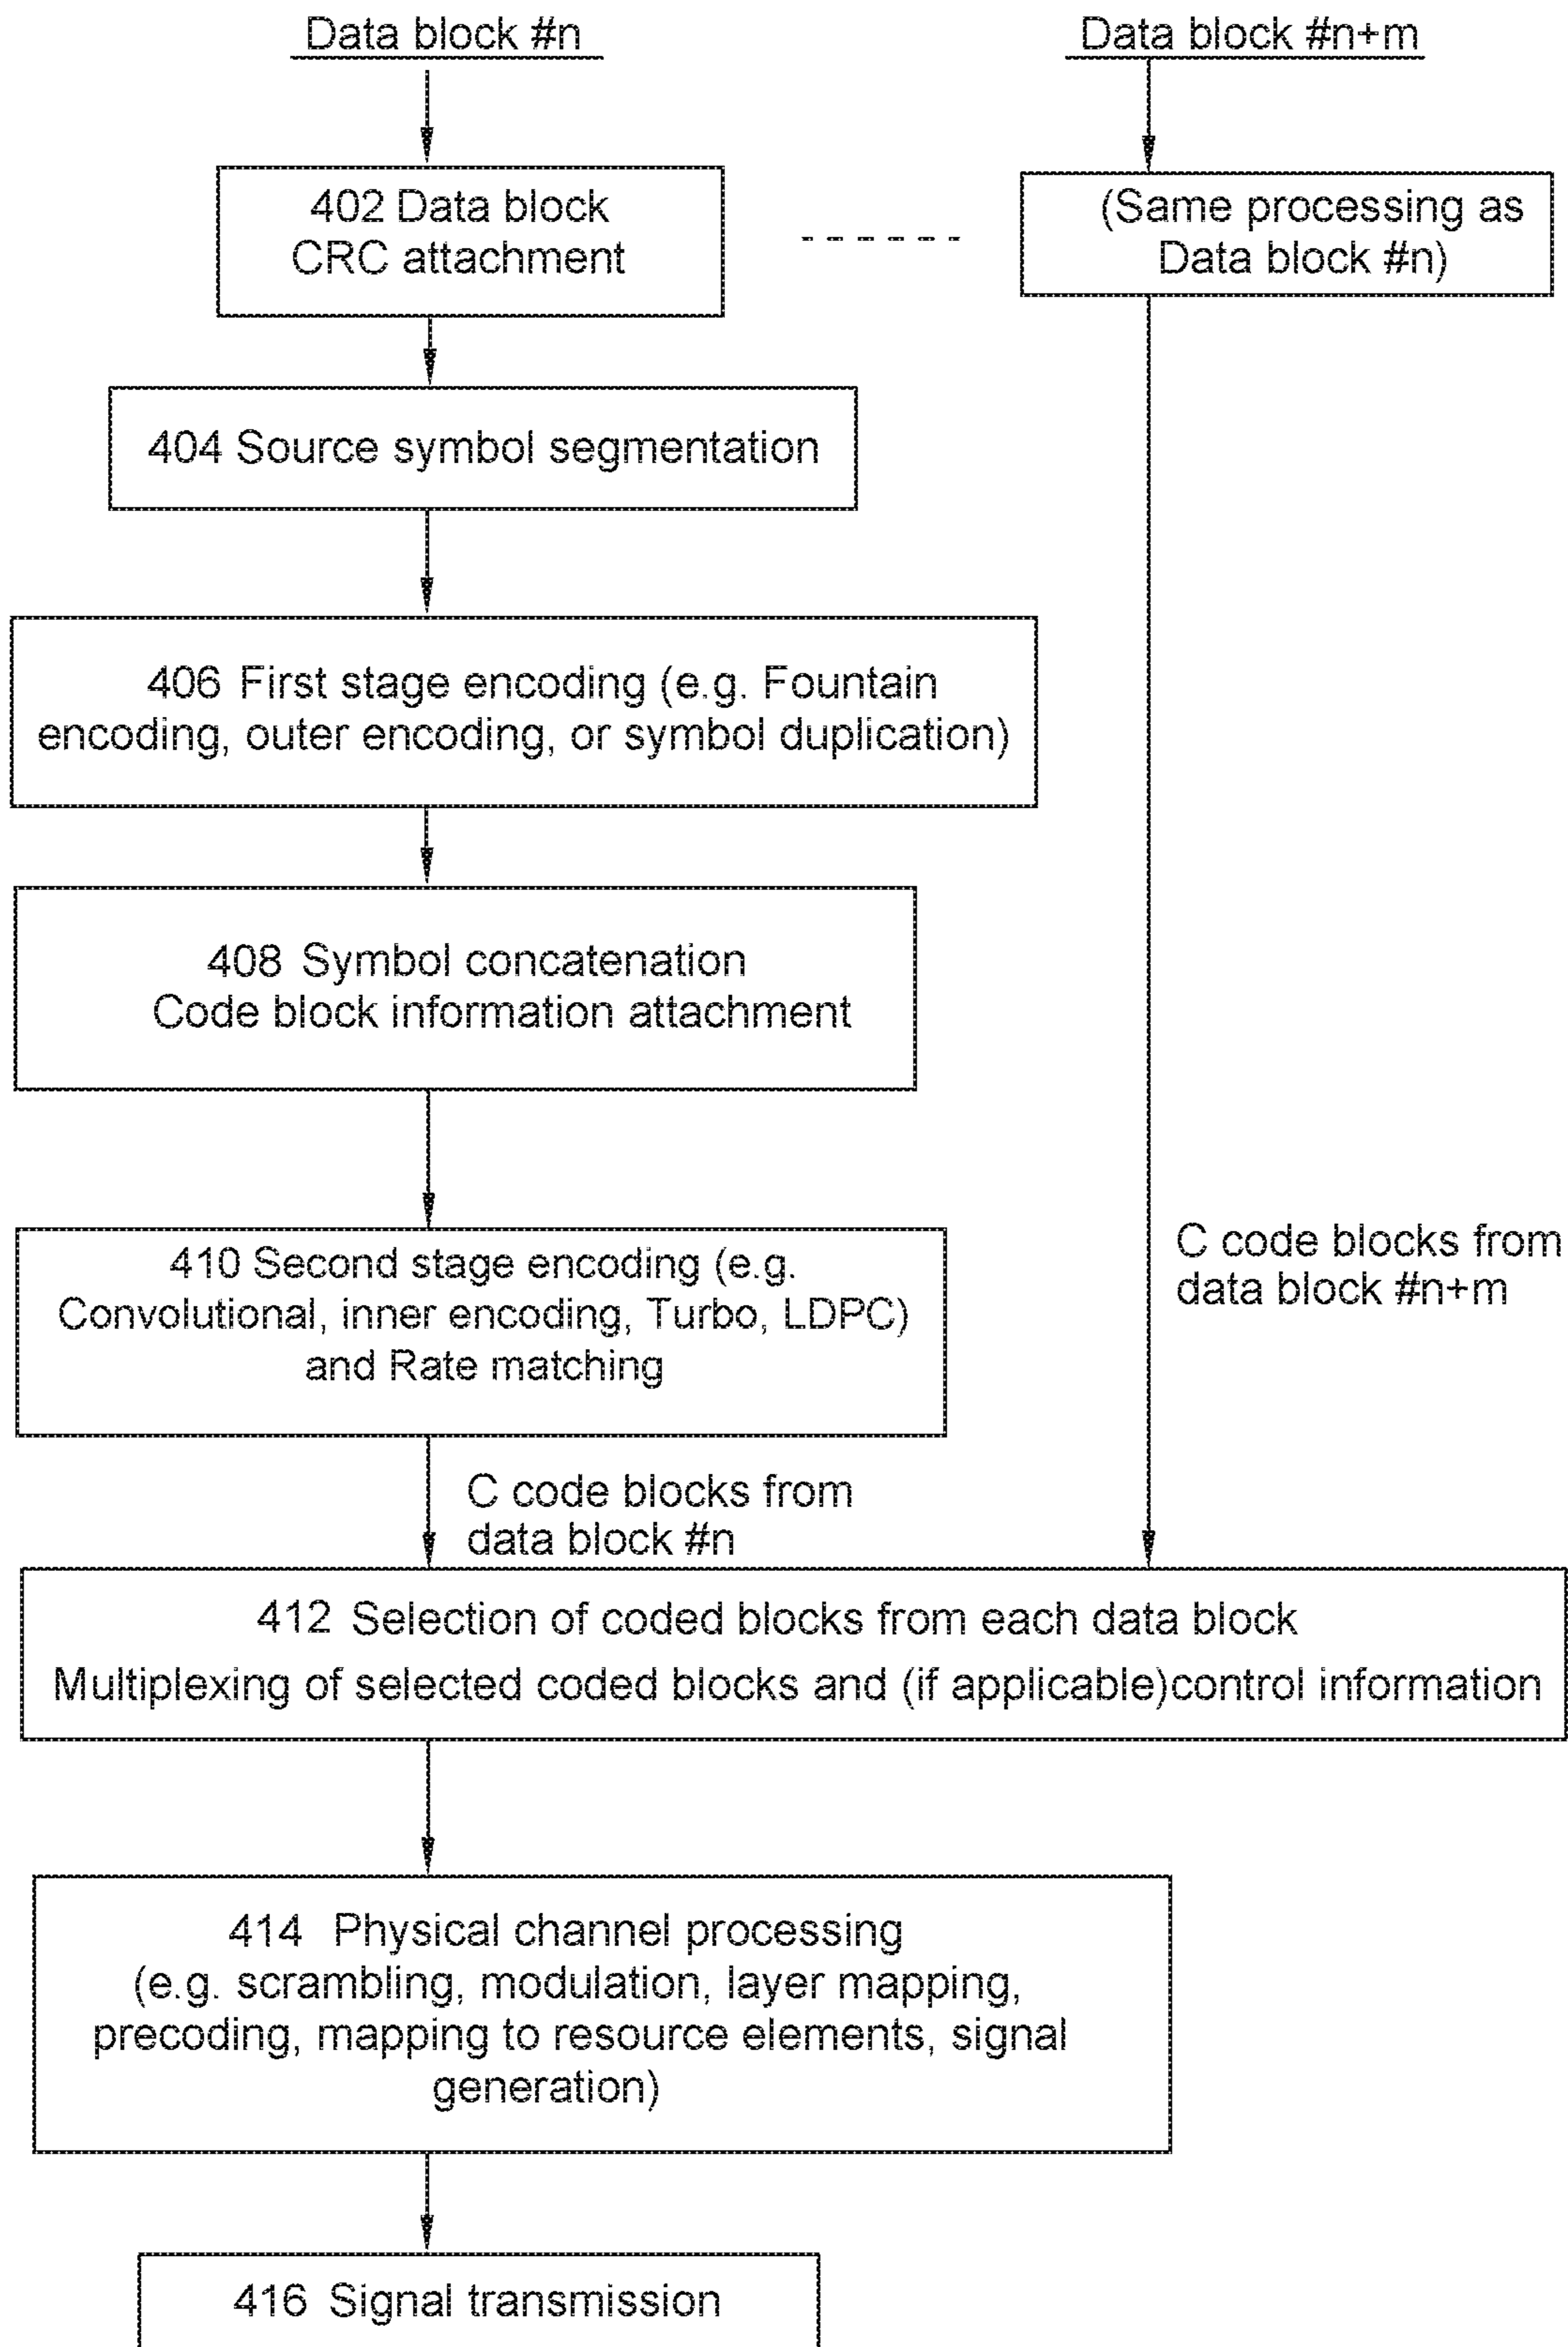 Data block #n
Data block #n+m
402 Data block
CRC attachment
(Same processing as
Data block #n)
404 Source symbol segmentation
406 First stage encoding (e.g. Fountain
encoding, outer encoding, or symbol duplication)
408 Symbol concatenation
Code block information attachment
410 Second stage encoding (e.g.
Convolutional, inner encoding, Turbo, LDPC)
and Rate matching
C code blocks from
data block #n+m
C code blocks from
data block #n
412 Selection of coded blocks from each data block
Multiplexing of selected coded blocks and (if applicable)control information
414 Physical channel processing
(e.g. scrambling, modulation, layer mapping,
precoding, mapping to resource elements, signal
generation)
416 Signal transmission